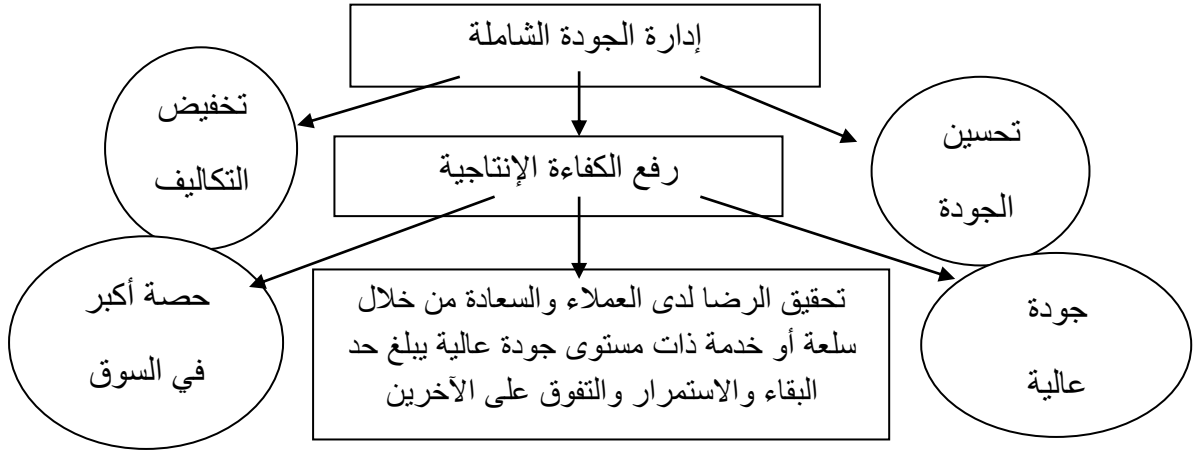 إدارة الجودة الشاملة
تحسين
الجودة
رفع الكفاءة الإنتاجية
تخفيض
التكاليف
جودة
عالية
تحقيق الرضا لدى العملاء والسعادة من خلال
سلعة أو خدمة ذات مستوى جودة عالية يبلغ حد
البقاء والاستمرار والتفوق على الآخرين
حصة أكبر
في السوق